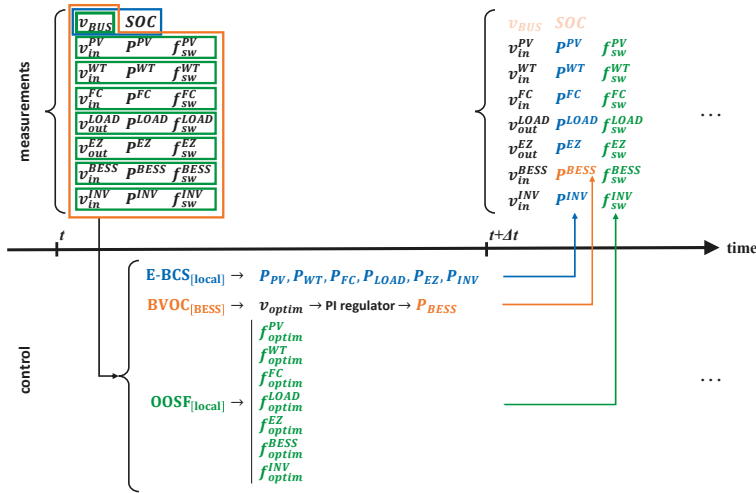 measurements
v_BUS SOC
v_in^PV P^PV f_sw^PV
v_in^WT P^WT f_sw^WT
v_in^FC P^FC f_sw^FC
v_out^LOAD P^LOAD f_sw^LOAD
v_out^EZ P^EZ f_sw^EZ
v_in^BESS P^BESS f_sw^BESS
v_in^INV P^INV f_sw^INV
v_BUS SOC
v_in^PV P^PV f_sw^PV
v_in^WT P^WT f_sw^WT
v_in^FC P^FC f_sw^FC
v_out^LOAD P^LOAD f_sw^LOAD
v_out^EZ P^EZ f_sw^EZ
v_in^BESS P^BESS f_sw^BESS
v_in^INV P^INV f_sw^INV
...
t t+Δt
time
control
E-BCS[local] → P_PV, P_WT, P_FC, P_LOAD, P_EZ, P_INV
BVOC[BESS] → v_optim → PI regulator → P_BESS
OOSF[local] →
f_optim^PV
f_optim^WT
f_optim^FC
f_optim^LOAD
f_optim^EZ
f_optim^BESS
f_optim^INV
...